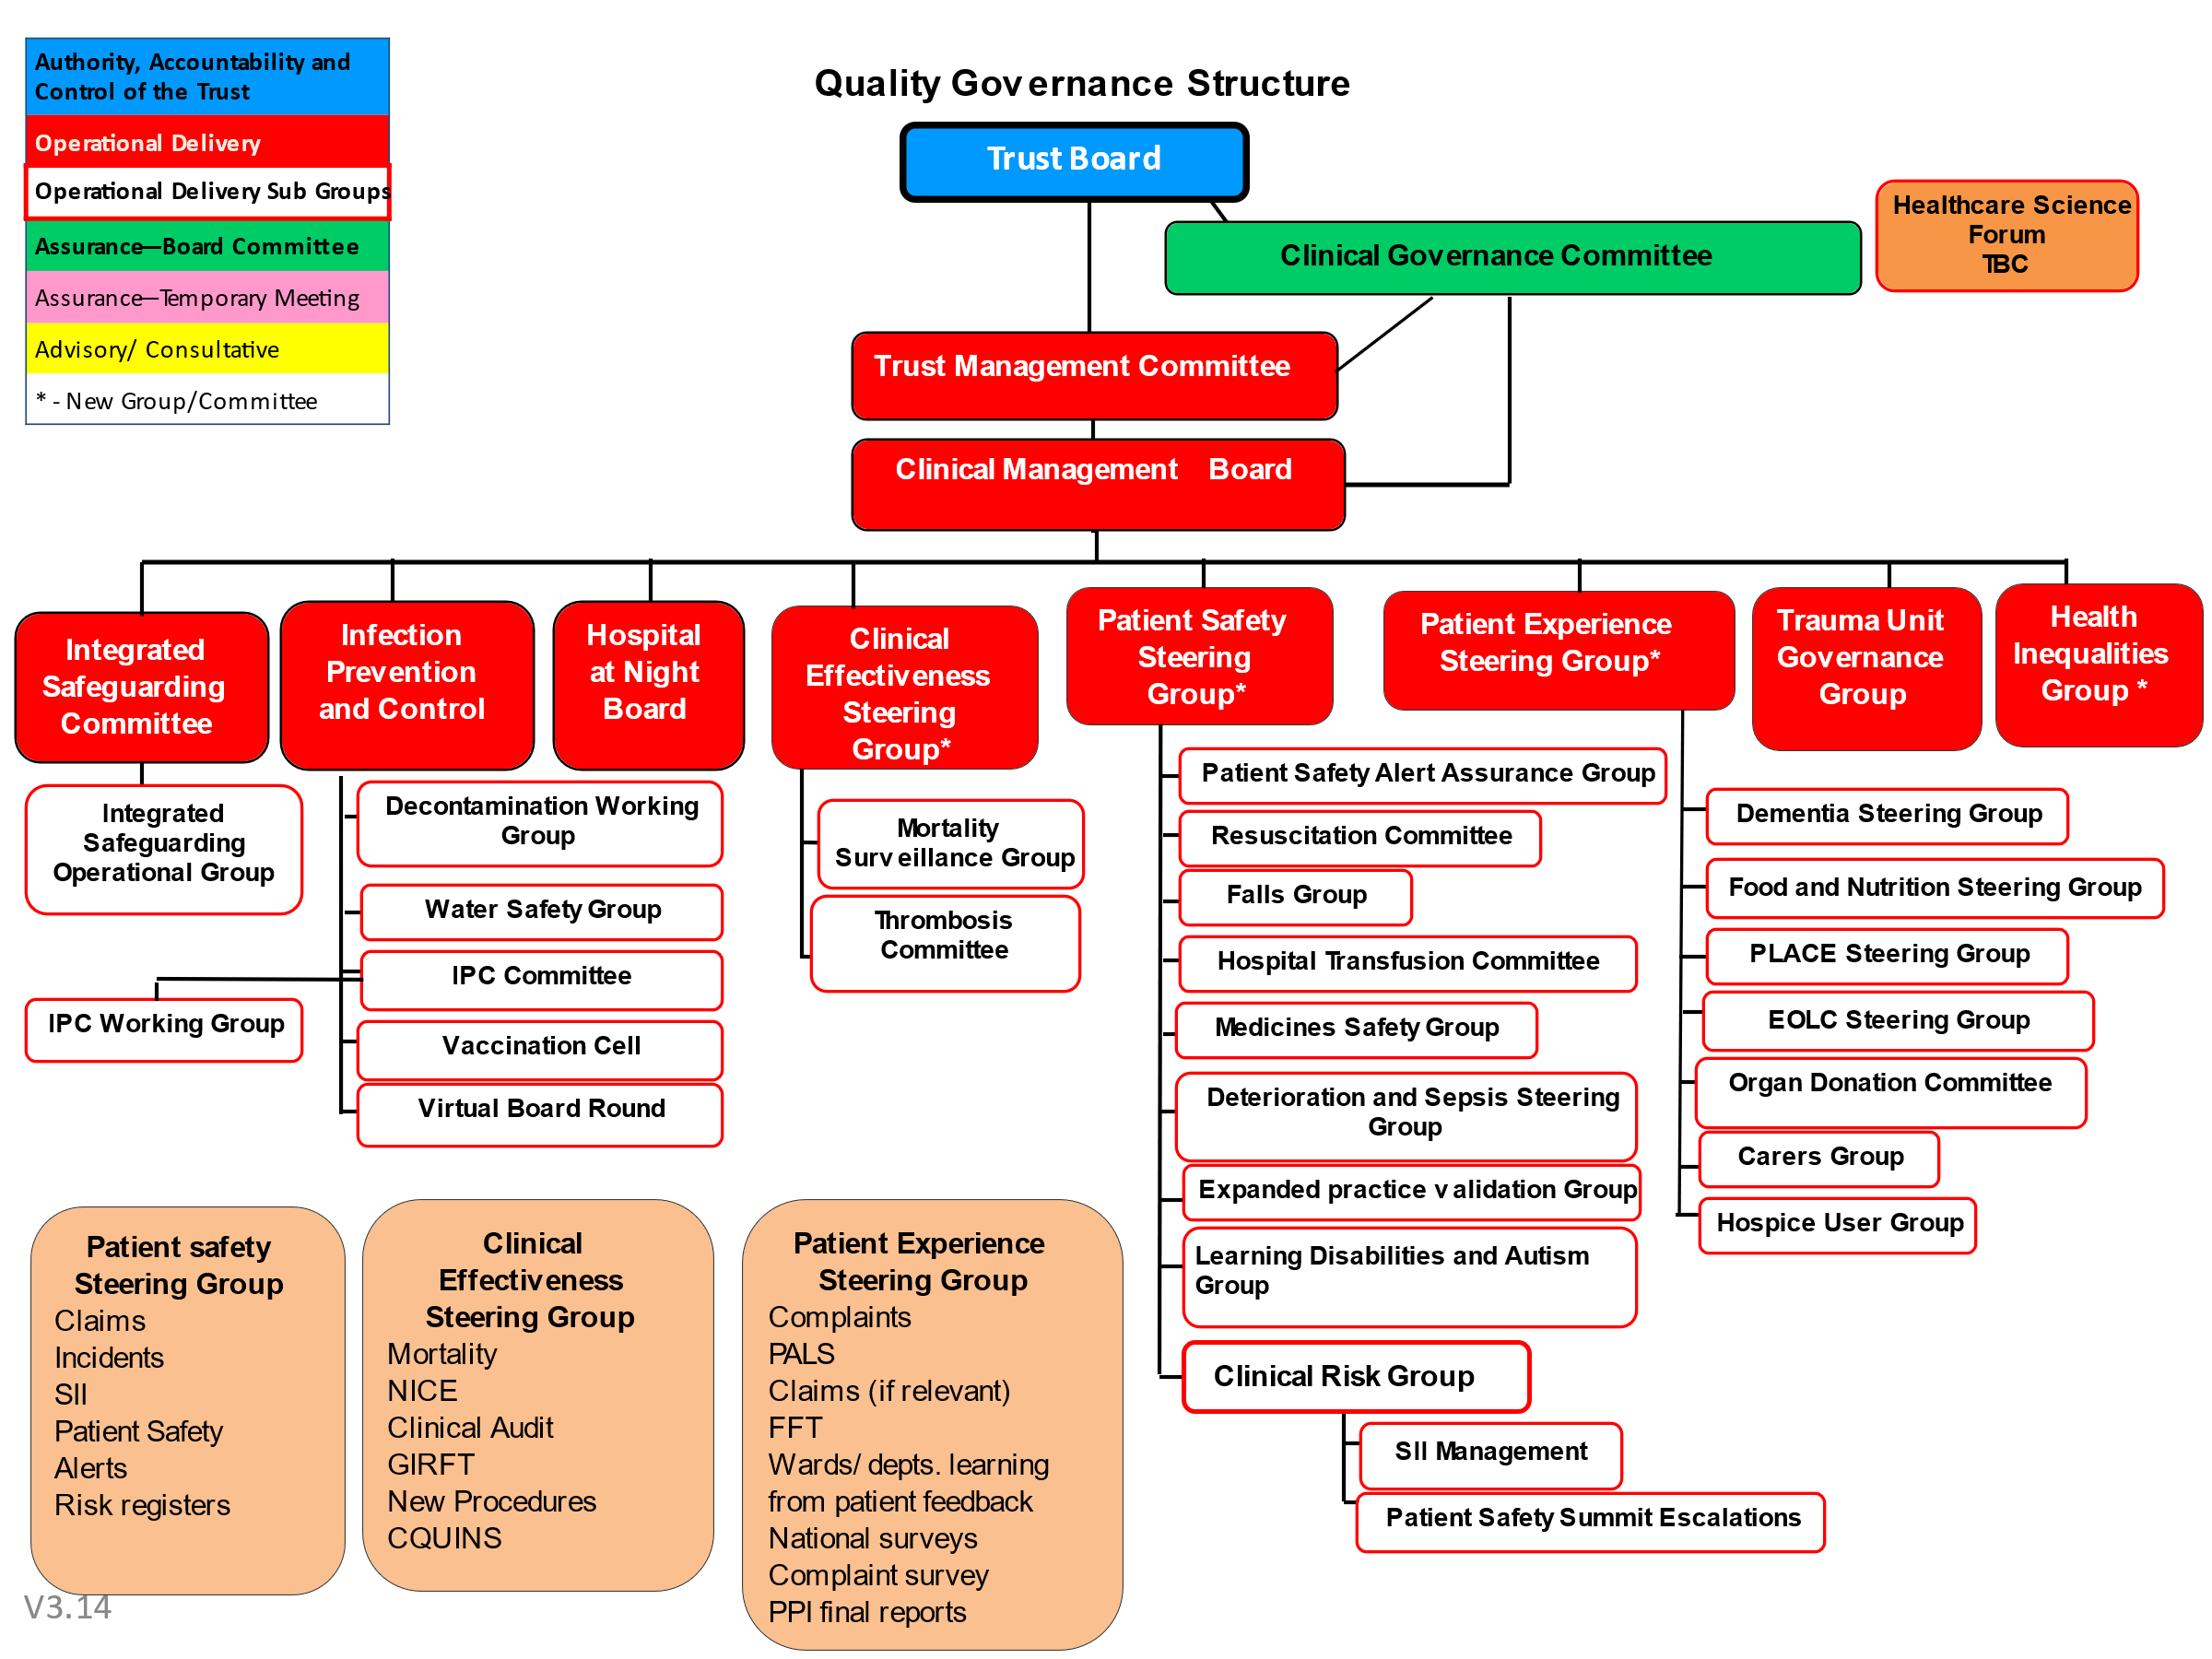 Authority, Accountability and
Control of the Trust
Operational Delivery
Operational Delivery Sub Groups
Assurance—Board Committee
Assurance—Temporary Meeting
Advisory/ Consultative
* - New Group/Committee
Quality Governance Structure
Trust Board
Clinical Governance Committee
Healthcare Science
Forum
TBC
Trust Management Committee
Clinical Management Board
Integrated
Safeguarding
Committee
Infection
Prevention
and Control
Hospital
at Night
Board
Clinical
Effectiveness
Steering
Group*
Patient Safety
Steering
Group*
Patient Experience
Steering Group*
Trauma Unit
Governance
Group
Health
Inequalities
Group *
Integrated
Safeguarding
Operational Group
IPC Working Group
Decontamination Working
Group
Water Safety Group
IPC Committee
Vaccination Cell
Virtual Board Round
Mortality
Surveillance Group
Thrombosis
Committee
Patient Safety Alert Assurance Group
Resuscitation Committee
Falls Group
Hospital Transfusion Committee
Medicines Safety Group
Deterioration and Sepsis Steering
Group
Expanded practice validation Group
Learning Disabilities and Autism
Group
Clinical Risk Group
SII Management
Patient Safety Summit Escalations
Dementia Steering Group
Food and Nutrition Steering Group
PLACE Steering Group
EOLC Steering Group
Organ Donation Committee
Carers Group
Hospice User Group
Patient safety
Steering Group
Claims
Incidents
SII
Patient Safety
Alerts
Risk registers
Clinical
Effectiveness
Steering Group
Mortality
NICE
Clinical Audit
GIRFT
New Procedures
CQUINS
Patient Experience
Steering Group
Complaints
PALS
Claims (if relevant)
FFT
Wards/ depts. learning
from patient feedback
National surveys
Complaint survey
PPI final reports
V3.14